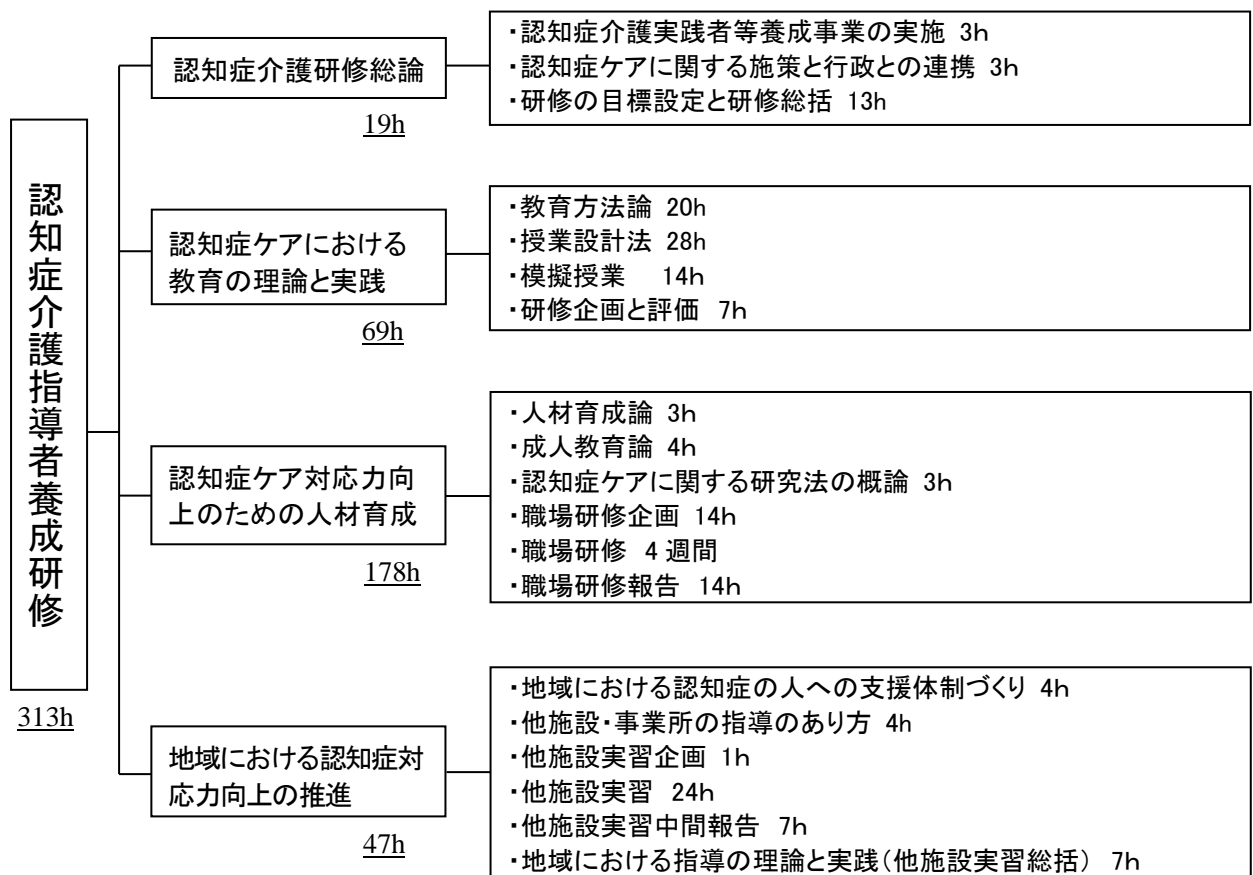 認知症介護指導者養成研修
313h
認知症介護研修総論
19h
・認知症介護実践者等養成事業の実施 3h
・認知症ケアに関する施策と行政との連携 3h
・研修の目標設定と研修総括 13h
認知症ケアにおける
教育の理論と実践
69h
・教育方法論 20h
・授業設計法 28h
・模擬授業 14h
・研修企画と評価 7h
認知症ケア対応力向
上のための人材育成
178h
・人材育成論 3h
・成人教育論 4h
・認知症ケアに関する研究法の概論 3h
・職場研修企画 14h
・職場研修 4週間
・職場研修報告 14h
地域における認知症対
応力向上の推進
47h
・地域における認知症の人への支援体制づくり 4h
・他施設・事業所の指導のあり方 4h
・他施設実習企画 1h
・他施設実習 24h
・他施設実習中間報告 7h
・地域における指導の理論と実践(他施設実習総括) 7h